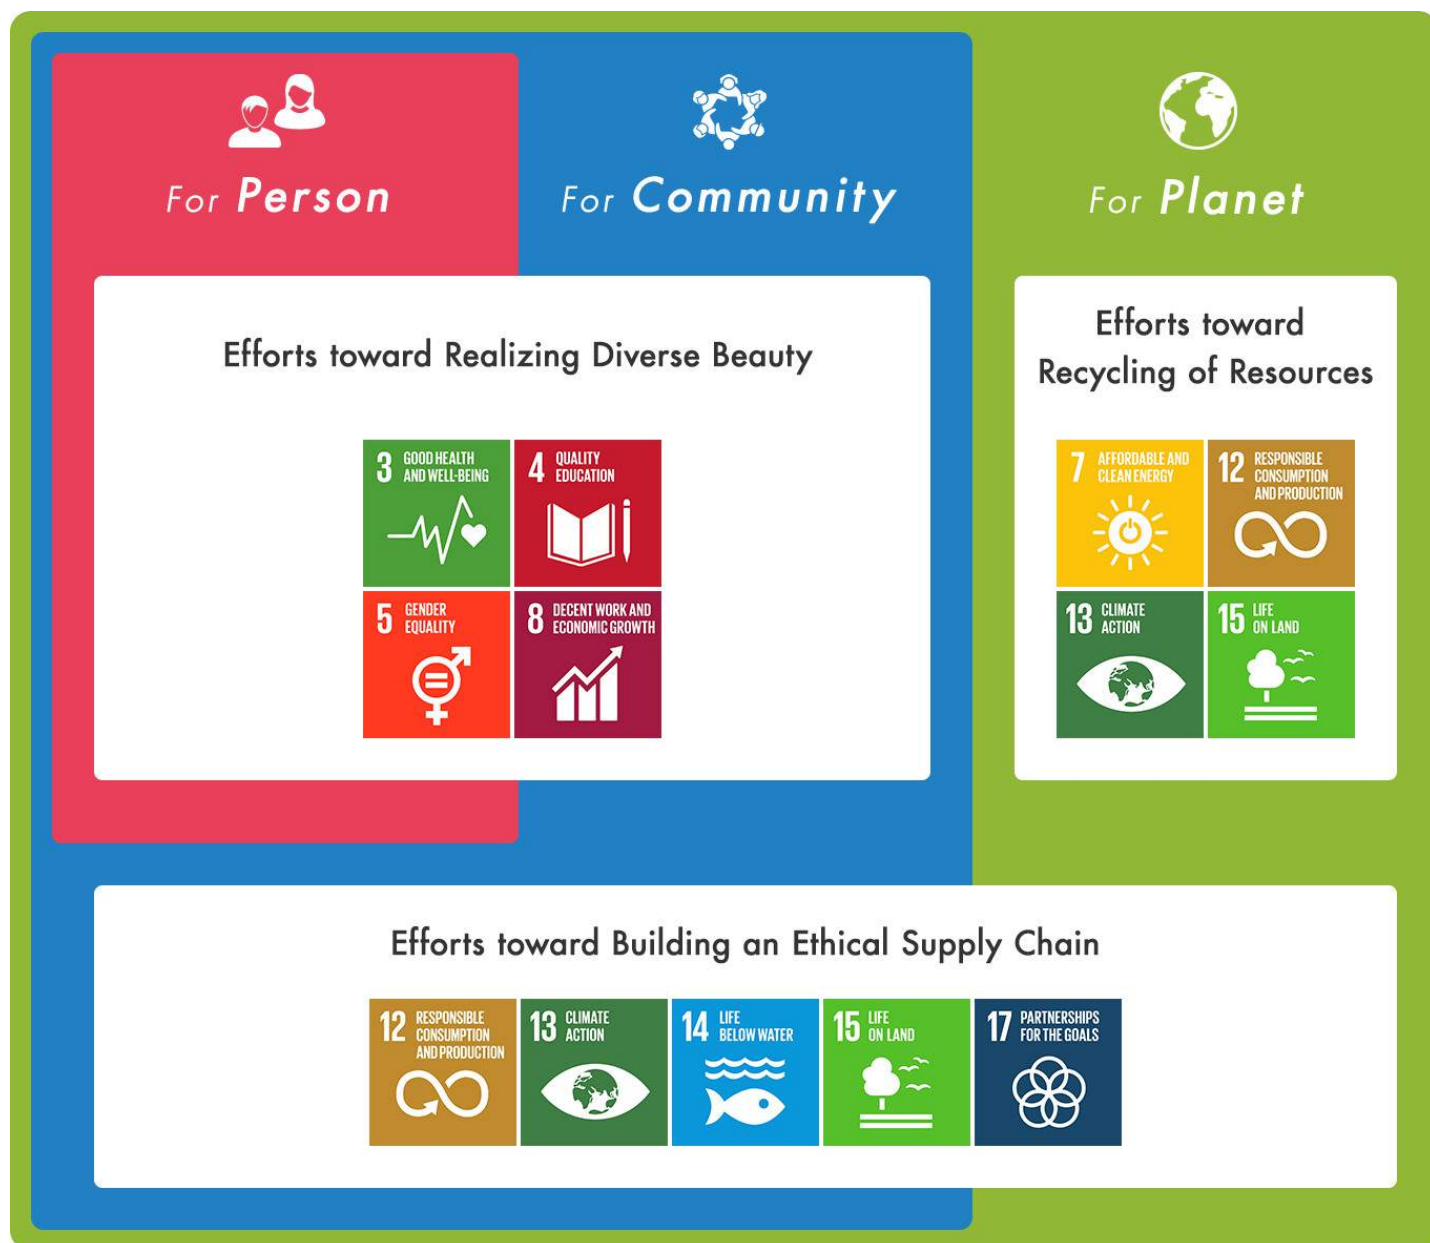 For Person
For Community
For Planet
Efforts toward Realizing Diverse Beauty
3 GOOD HEALTH
AND WELL-BEING
4 QUALITY
EDUCATION
5 GENDER
EQUALITY
8 DECENT WORK AND
ECONOMIC GROWTH
Efforts toward
Recycling of Resources
7 AFFORDABLE AND
CLEAN ENERGY
12 RESPONSIBLE
CONSUMPTION
AND PRODUCTION
13 CLIMATE
ACTION
15 LIFE
ON LAND
Efforts toward Building an Ethical Supply Chain
12 RESPONSIBLE
CONSUMPTION
AND PRODUCTION
13 CLIMATE
ACTION
14 LIFE
BELOW WATER
15 LIFE
ON LAND
17 PARTNERSHIPS
FOR THE GOALS